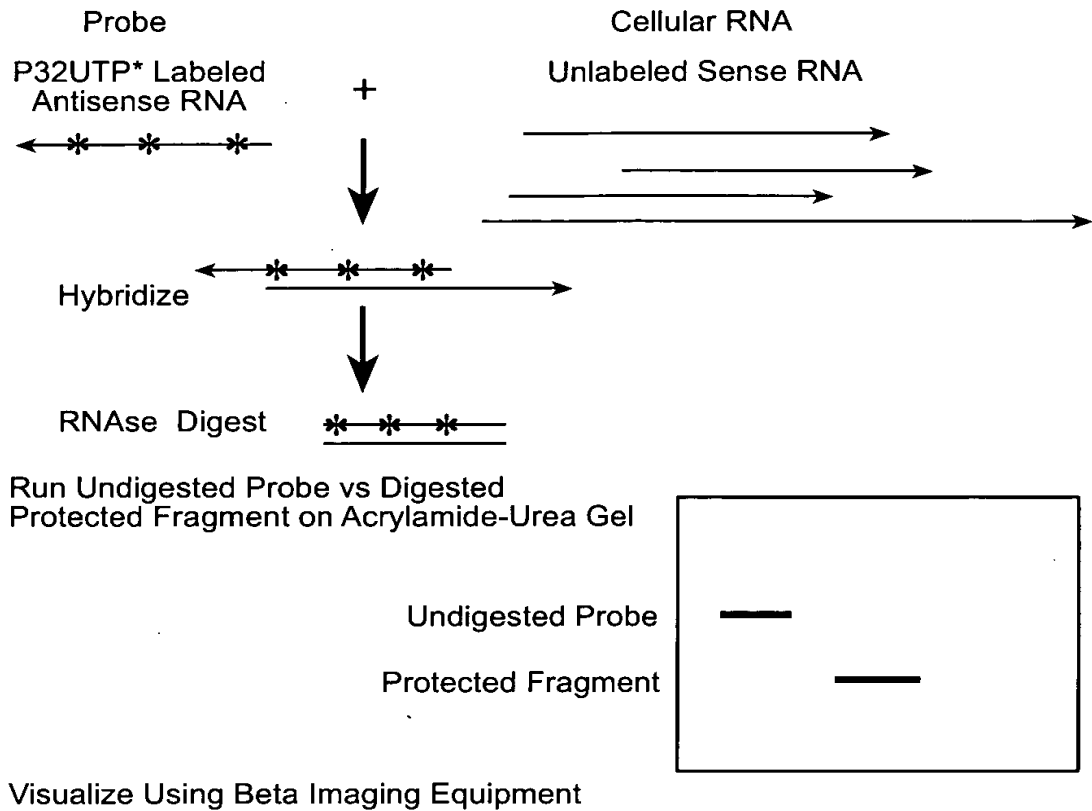 Probe
Cellular RNA
P32UTP* Labeled
Antisense RNA
+
Unlabeled Sense RNA
Hybridize
RNAse Digest
Run Undigested Probe vs Digested
Protected Fragment on Acrylamide-Urea Gel
Undigested Probe
Protected Fragment
Visualize Using Beta Imaging Equipment